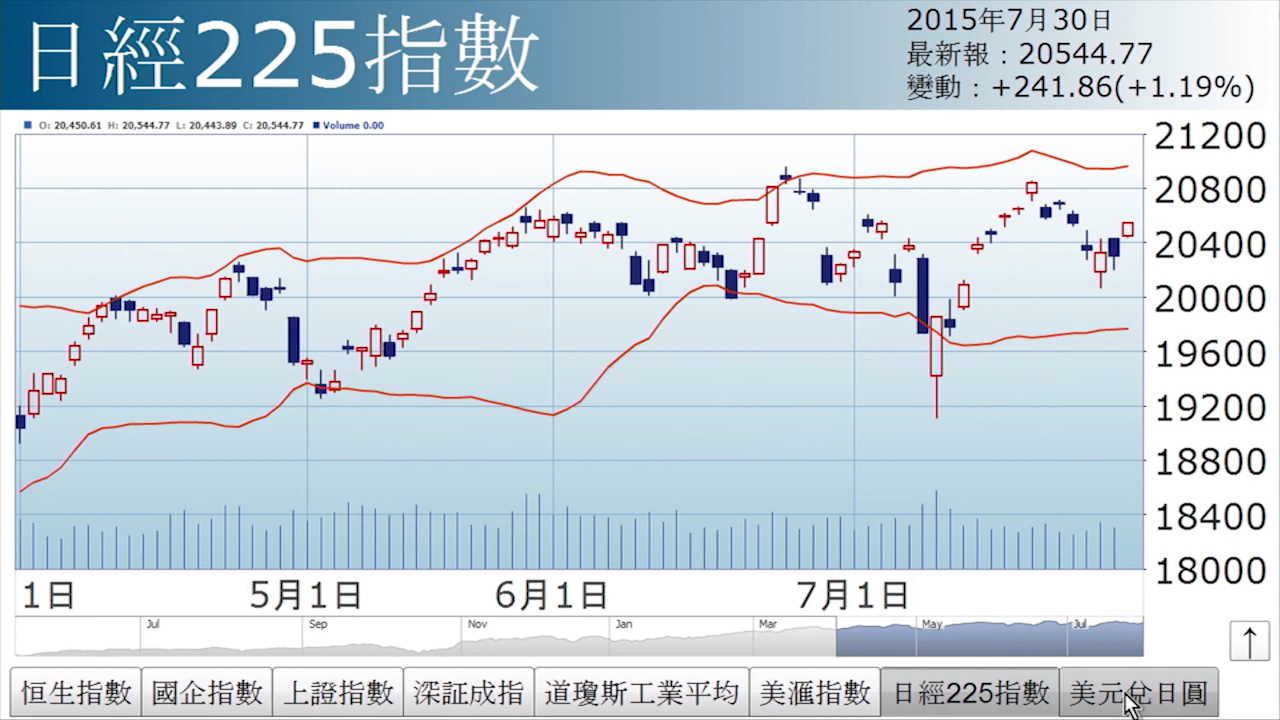 日經225指數
2015年7月30日
最新報：20544.77
變動：+241.86(+1.19%)
O: 20,450.61 H: 20,544.77 L: 20,443.89 C: 20,544.77 Volume 0.00
21200
20800
20400
20000
19600
19200
18800
18400
18000
1日 5月1日 6月1日 7月1日
Jul Sep Nov Jan Mar May Jul
↑
恒生指數 國企指數 上證指數 深証成指 道瓊斯工業平均 美滙指數 日經225指數 美元兌日圓